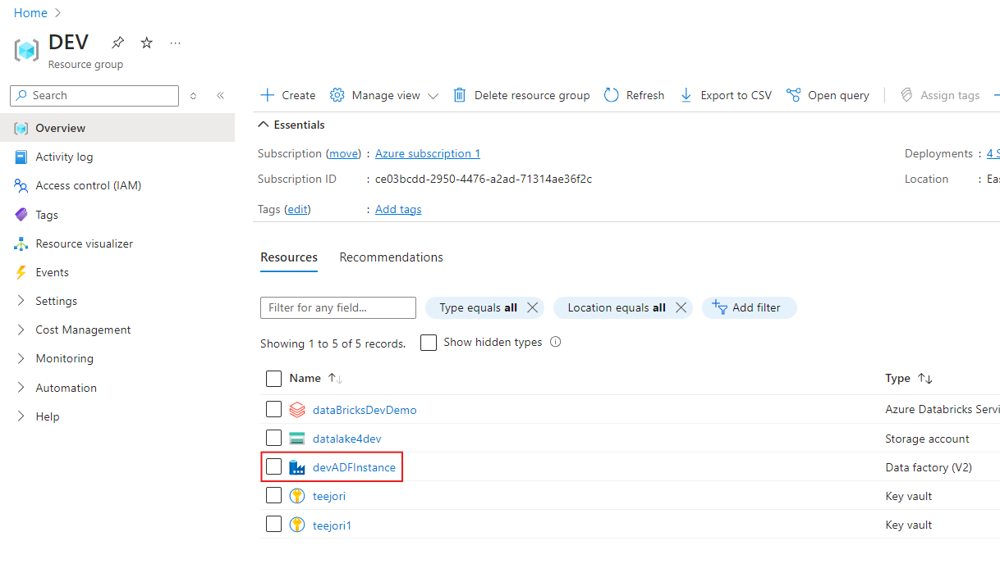 Home
DEV
Resource group
Search
Overview
Activity log
Access control (IAM)
Tags
Resource visualizer
Events
Settings
Cost Management
Monitoring
Automation
Help
Create Manage view Delete resource group Refresh Export to CSV Open query Assign tags
Essentials
Subscription (move) : Azure subscription 1 Deployments : 4
Subscription ID : ce03bcdd-2950-4476-a2ad-71314ae36f2c Location :
Tags (edit) : Add tags
Resources Recommendations
Filter for any field... Type equals all Location equals all Add filter
Showing 1 to 5 of 5 records. Show hidden types
Name Type
dataBricksDevDemo Azure Databricks
datalake4dev Storage account
devADFInstance Data factory (V2)
teejori Key vault
teejori1 Key vault